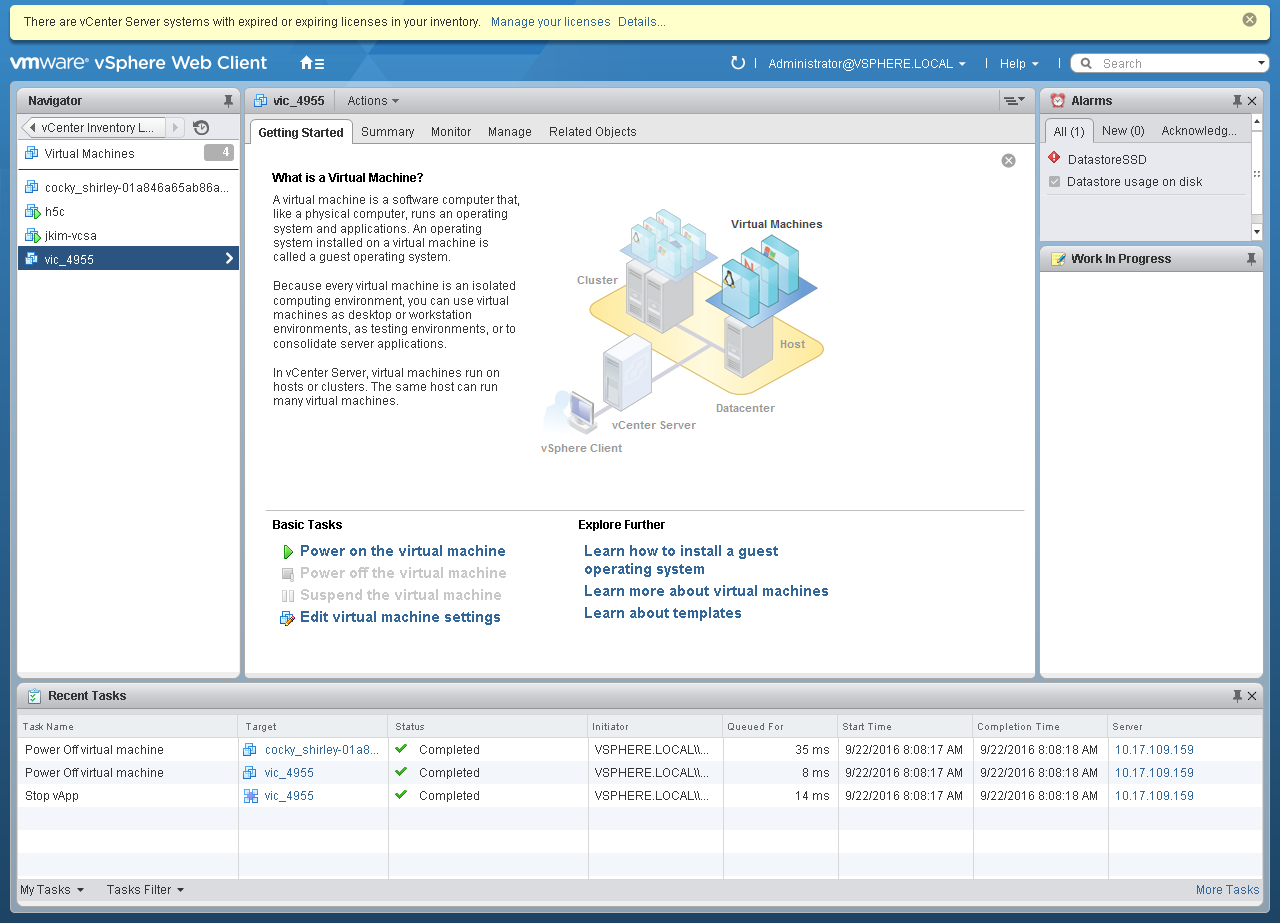 There are vCenter Server systems with expired or expiring licenses in your inventory. Manage your licenses Details...
vmware® vSphere Web Client
Administrator@VSPHERE.LOCAL
Help
Search
Navigator
vCenter Inventory L...
Virtual Machines 4
cocky_shirley-01a846a65ab86a...
h5c
jkim-vcsa
vic_4955
vic_4955 Actions
Getting Started Summary Monitor Manage Related Objects
What is a Virtual Machine?
A virtual machine is a software computer that,
like a physical computer, runs an operating
system and applications. An operating
system installed on a virtual machine is
called a guest operating system.
Because every virtual machine is an isolated
computing environment, you can use virtual
machines as desktop or workstation
environments, as testing environments, or to
consolidate server applications.
In vCenter Server, virtual machines run on
hosts or clusters. The same host can run
many virtual machines.
Virtual Machines
Cluster
Host
Datacenter
vCenter Server
vSphere Client
Basic Tasks
Power on the virtual machine
Power off the virtual machine
Suspend the virtual machine
Edit virtual machine settings
Explore Further
Learn how to install a guest
operating system
Learn more about virtual machines
Learn about templates
Alarms
All (1) New (0) Acknowledg...
DatastoreSSD
Datastore usage on disk
Work In Progress
Recent Tasks
Task Name Target Status Initiator Queued For Start Time Completion Time Server
Power Off virtual machine cocky_shirley-01a8... Completed VSPHERE.LOCAL\\... 35 ms 9/22/2016 8:08:17 AM 9/22/2016 8:08:18 AM 10.17.109.159
Power Off virtual machine vic_4955 Completed VSPHERE.LOCAL\\... 8 ms 9/22/2016 8:08:17 AM 9/22/2016 8:08:18 AM 10.17.109.159
Stop vApp vic_4955 Completed VSPHERE.LOCAL\\... 14 ms 9/22/2016 8:08:17 AM 9/22/2016 8:08:18 AM 10.17.109.159
My Tasks Tasks Filter More Tasks